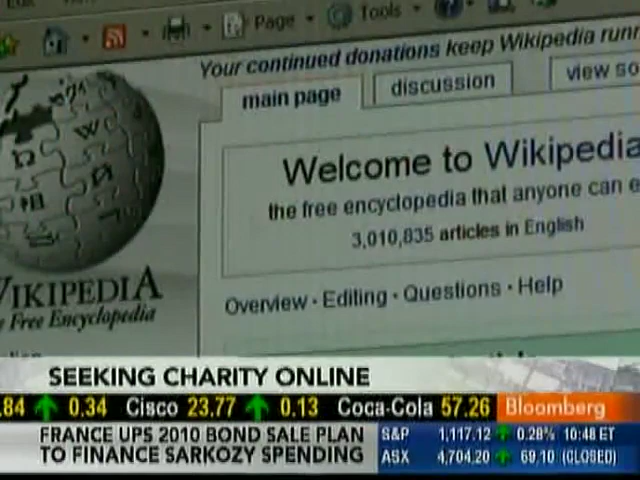 Page
Tools
Your continued donations keep Wikipedia runn
main page
discussion
view so
Welcome to Wikipedia
the free encyclopedia that anyone can e
3,010,835 articles in English
WIKIPEDIA
Free Encyclopedia
Overview · Editing · Questions · Help
SEEKING CHARITY ONLINE
.84 0.34 Cisco 23.77 0.13 Coca-Cola 57.26 Bloomberg
FRANCE UPS 2010 BOND SALE PLAN
TO FINANCE SARKOZY SPENDING
S&P 1,117.12 0.28% 10:48 ET
ASX 4,704.20 69.10 (CLOSED)